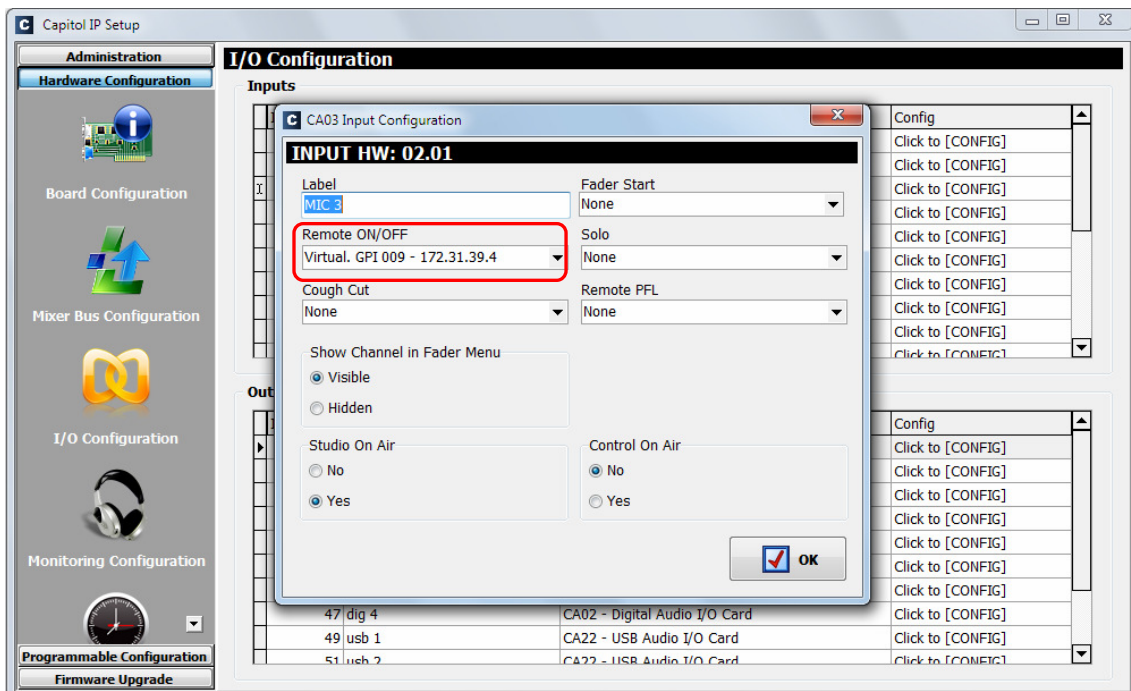 Capitol IP Setup
Administration
Hardware Configuration
Board Configuration
Mixer Bus Configuration
I/O Configuration
Monitoring Configuration
Programmable Configuration
Firmware Upgrade
I/O Configuration
Inputs
Config
Click to [CONFIG]
Click to [CONFIG]
Click to [CONFIG]
Click to [CONFIG]
Click to [CONFIG]
Click to [CONFIG]
Click to [CONFIG]
Click to [CONFIG]
Click to [CONFIG]
Click to [CONFIG]
CA03 Input Configuration
INPUT HW: 02.01
Label
MIC 3
Fader Start
None
Remote ON/OFF
Virtual. GPI 009 - 172.31.39.4
Solo
None
Cough Cut
None
Remote PFL
None
Show Channel in Fader Menu
Visible
Hidden
Studio On Air
No
Yes
Control On Air
No
Yes
OK
Out
Config
Click to [CONFIG]
Click to [CONFIG]
Click to [CONFIG]
Click to [CONFIG]
Click to [CONFIG]
Click to [CONFIG]
Click to [CONFIG]
47 dig 4 CA02 - Digital Audio I/O Card Click to [CONFIG]
49 usb 1 CA22 - USB Audio I/O Card Click to [CONFIG]
51 usb 2 CA22 - USB Audio I/O Card Click to [CONFIG]